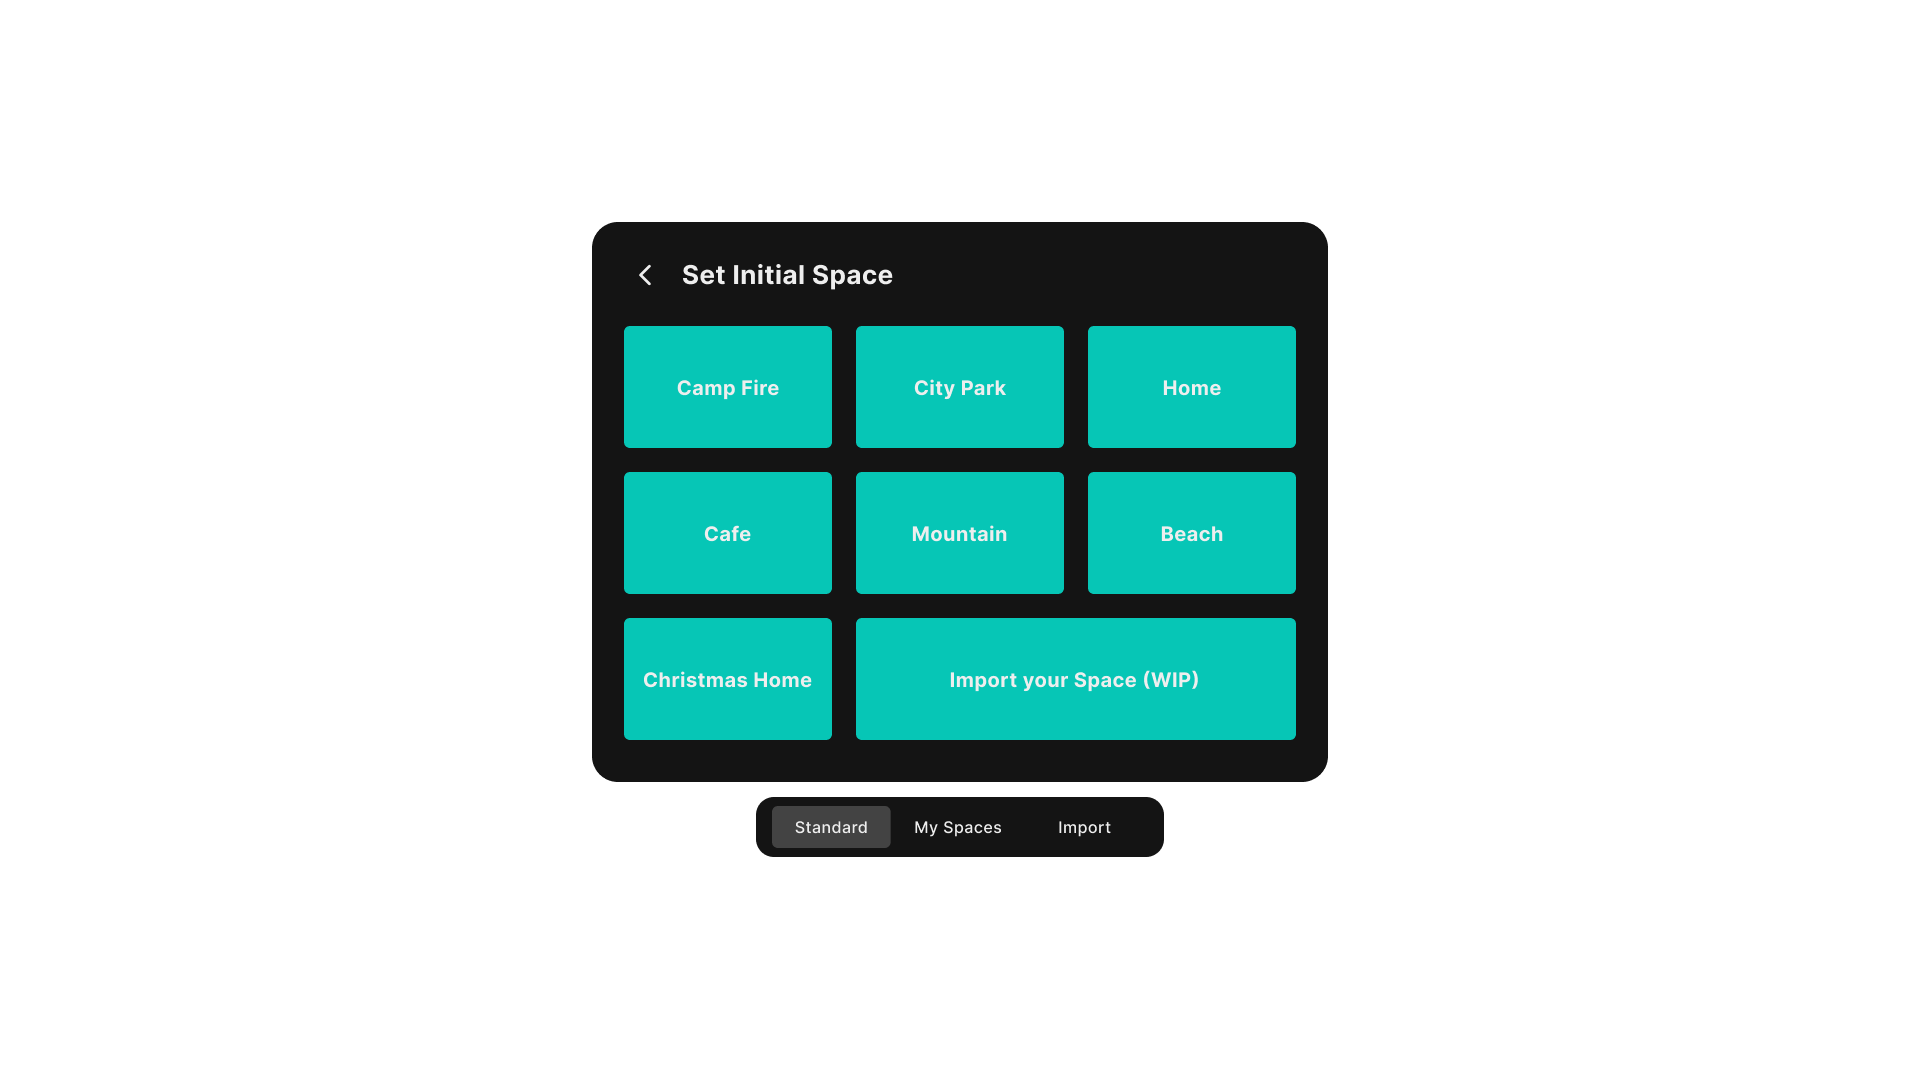 Set Initial Space
Camp Fire
City Park
Home
Cafe
Mountain
Beach
Christmas Home
Import your Space (WIP)
Standard
My Spaces
Import